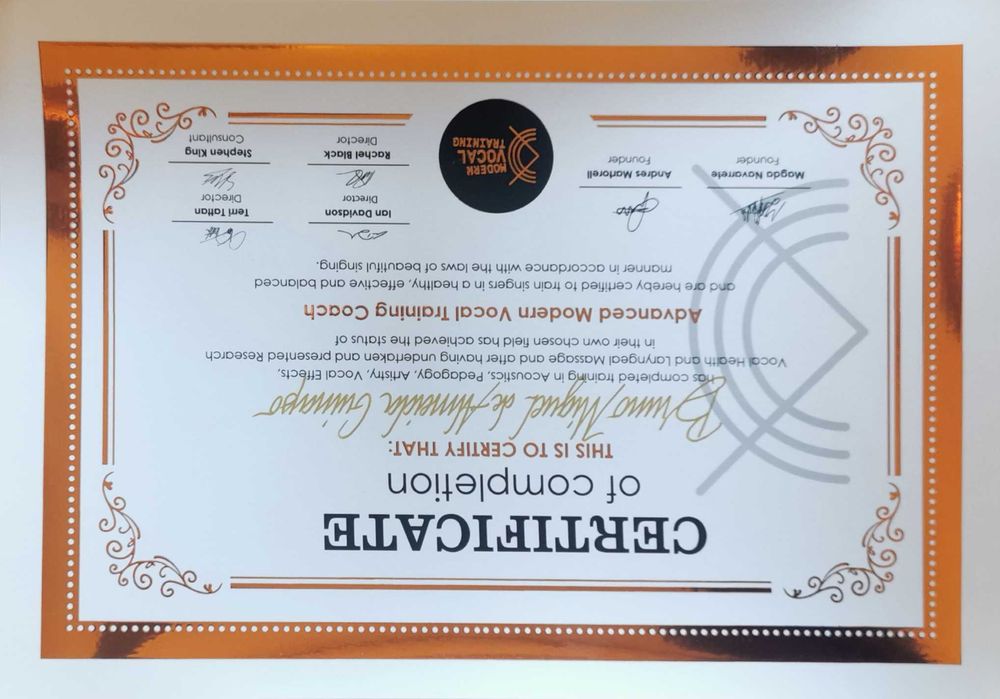 CERTIFICATE
of completion
THIS IS TO CERTIFY THAT:
Bruno Miguel de Almeida Guimarpo
has completed training in Acoustics, Pedagogy, Artistry, Vocal Effects,
Vocal Health and Laryngeal Massage and after having undertaken and presented Research
in their own chosen field has achieved the status of
Advanced Modern Vocal Training Coach
and are hereby certified to train singers in a healthy, effective and balanced
manner in accordance with the laws of beautiful singing.
Magda Navarrete
Founder
Andres Martorell
Founder
MODERN
VOCAL
TRAINING
Ian Davidson
Director
Terri Tattan
Director
Rachel Black
Director
Stephen King
Consultant